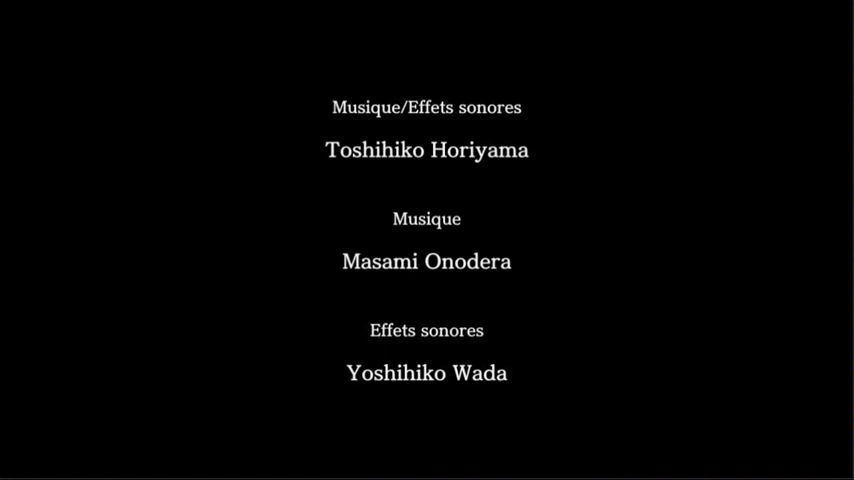 Musique/Effets sonores
Toshihiko Horiyama
Musique
Masami Onodera
Effets sonores
Yoshihiko Wada